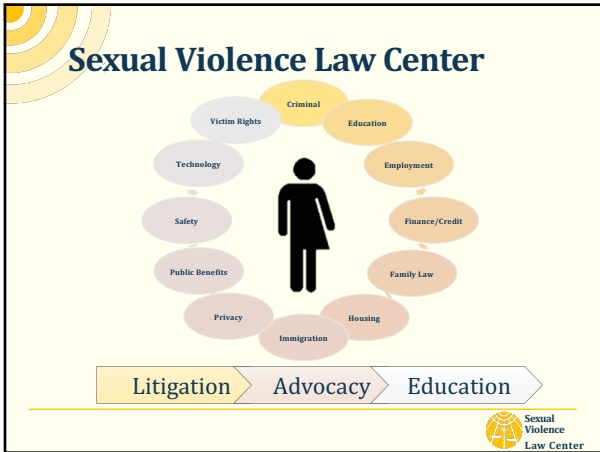 Sexual Violence Law Center
Criminal
Education
Employment
Finance/Credit
Family Law
Housing
Immigration
Privacy
Public Benefits
Safety
Technology
Victim Rights
Litigation
Advocacy
Education
Sexual
Violence
Law Center